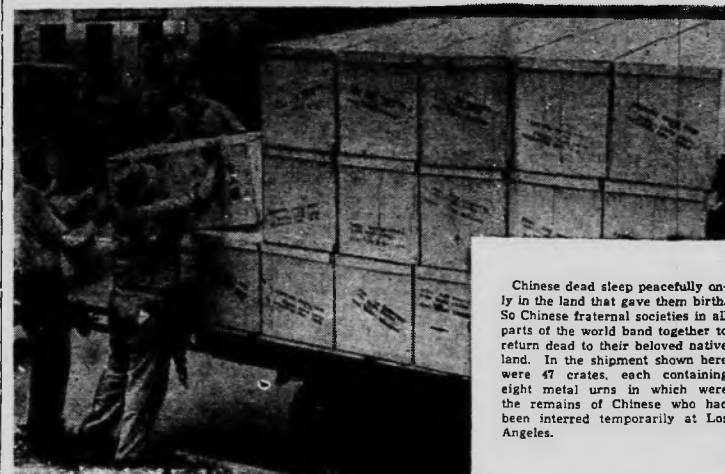 Chinese dead sleep peacefully on-
ly in the land that gave them birth.
So Chinese fraternal societies in all
parts of the world band together to
return dead to their beloved native
land. In the shipment shown here
were 47 crates, each containing
eight metal urns in which were
the remains of Chinese who had
been interred temporarily at Los
Angeles.